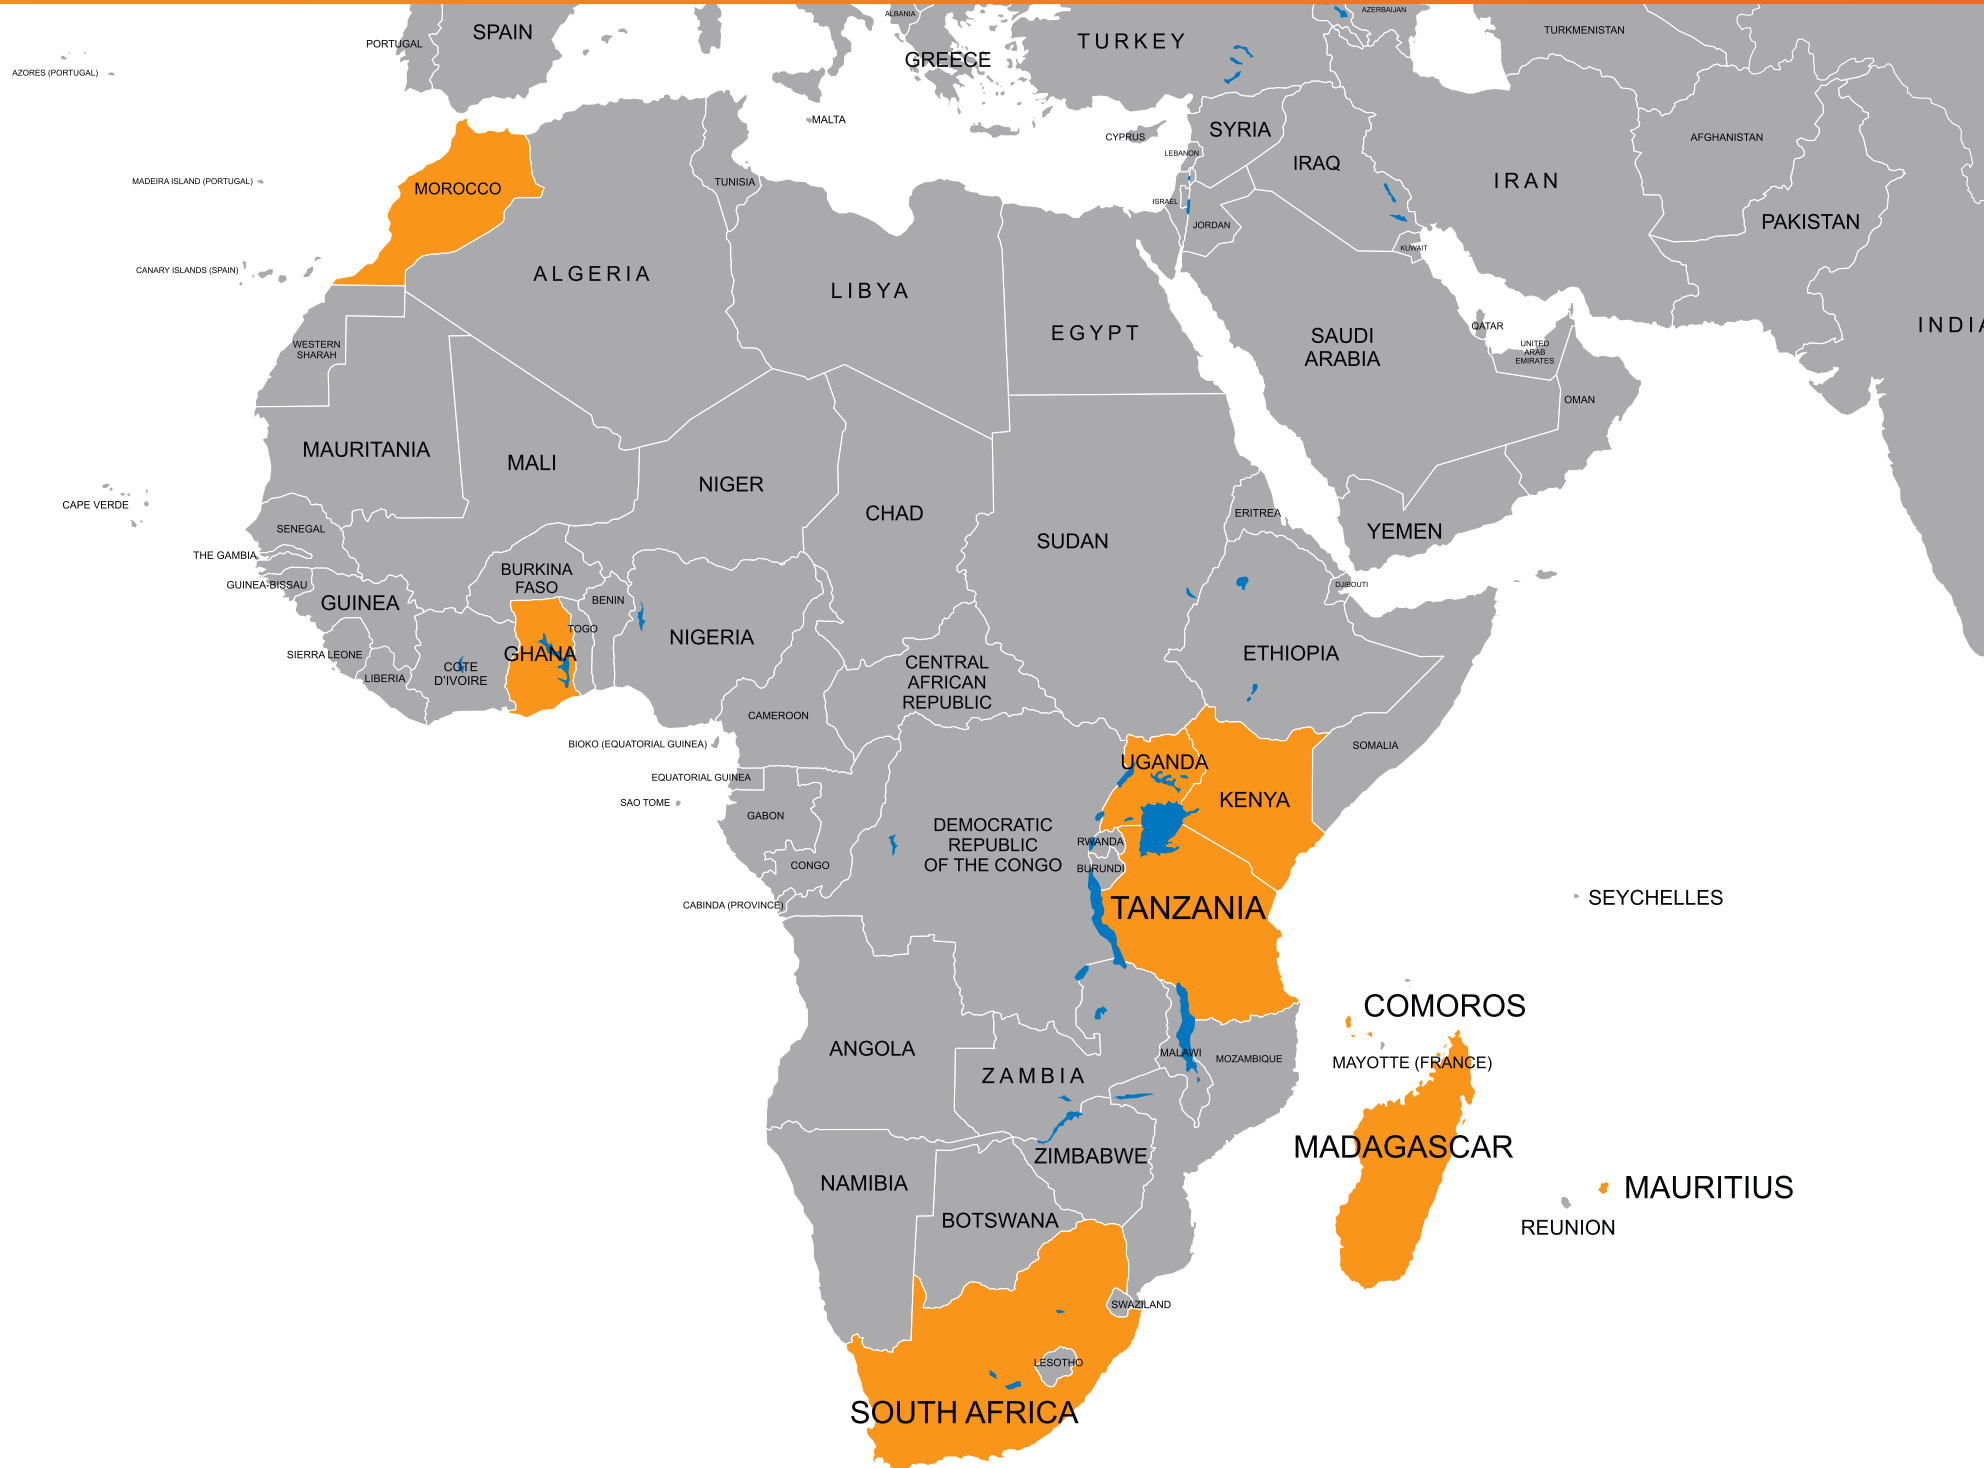 ALBANIA
AZERBAIJAN
SPAIN
TURKMENISTAN
PORTUGAL
TURKEY
GREECE
AZORES (PORTUGAL)
MALTA
CYPRUS
SYRIA
AFGHANISTAN
LEBANON
IRAQ
MADEIRA ISLAND (PORTUGAL)
MOROCCO
TUNISIA
IRAN
ISRAEL
JORDAN
PAKISTAN
KUWAIT
CANARY ISLANDS (SPAIN)
ALGERIA
LIBYA
EGYPT
QATAR
INDIA
SAUDI
ARABIA
WESTERN
SHARAH
UNITED
ARAB
EMIRATES
OMAN
MAURITANIA
MALI
NIGER
CAPE VERDE
CHAD
ERITREA
SENEGAL
YEMEN
SUDAN
THE GAMBIA
BURKINA
FASO
GUINEA-BISSAU
DJIBOUTI
GUINEA
BENIN
TOGO
NIGERIA
SIERRA LEONE
GHANA
ETHIOPIA
COTE
D'IVOIRE
LIBERIA
CENTRAL
AFRICAN
REPUBLIC
CAMEROON
BIOKO (EQUATORIAL GUINEA)
SOMALIA
UGANDA
EQUATORIAL GUINEA
SAO TOME
KENYA
GABON
DEMOCRATIC
REPUBLIC
OF THE CONGO
RWANDA
CONGO
BURUNDI
CABINDA (PROVINCE)
TANZANIA
SEYCHELLES
COMOROS
ANGOLA
MALAWI
MOZAMBIQUE
MAYOTTE (FRANCE)
ZAMBIA
MADAGASCAR
ZIMBABWE
NAMIBIA
MAURITIUS
BOTSWANA
REUNION
SWAZILAND
LESOTHO
SOUTH AFRICA